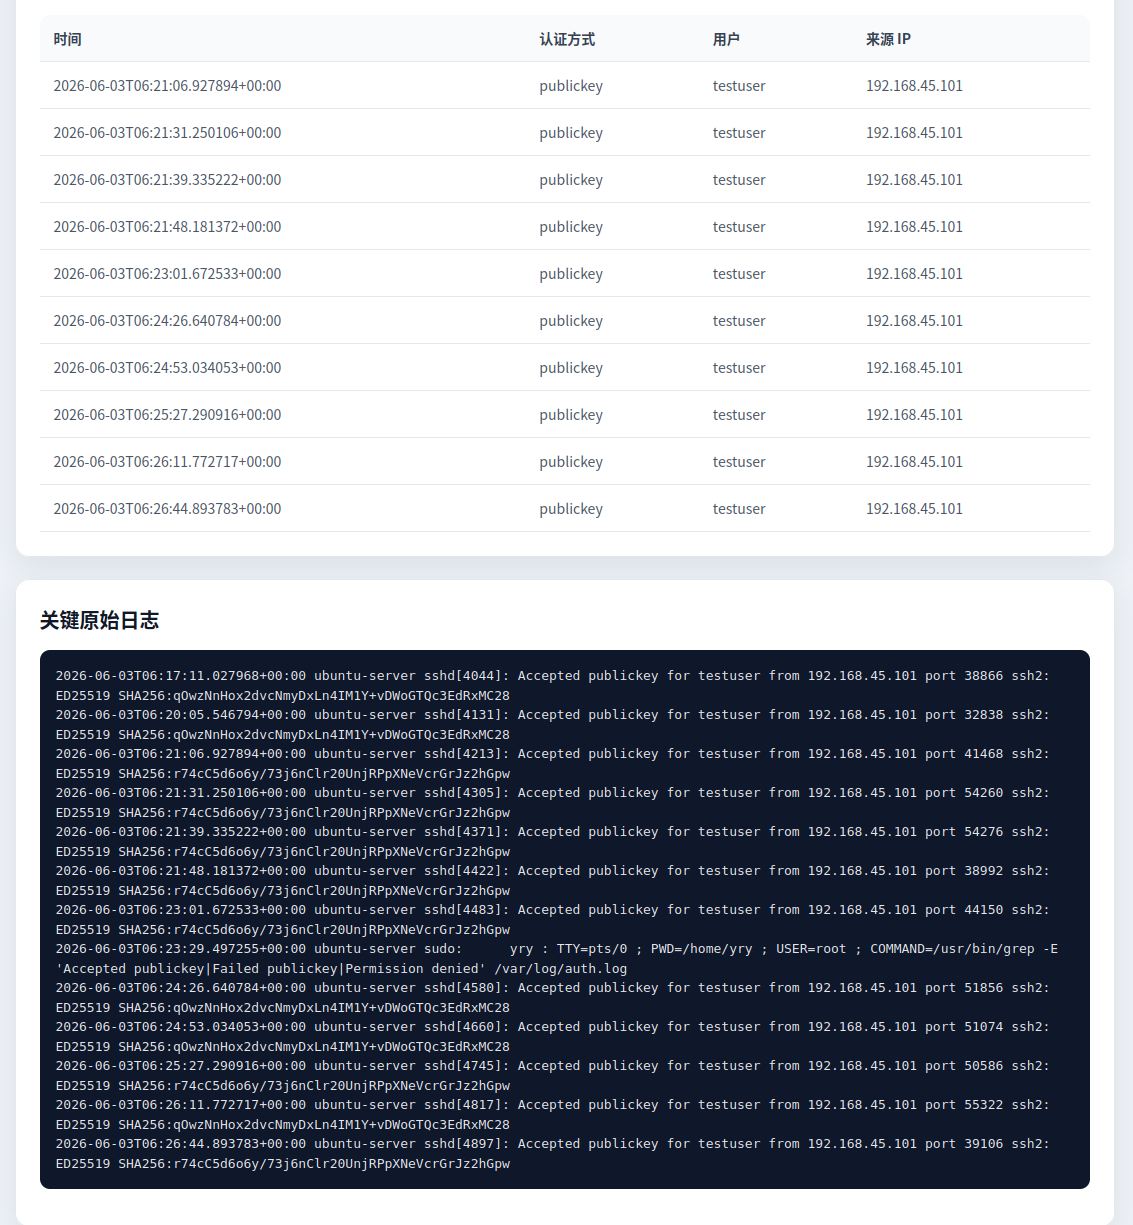 时间 认证方式 用户 来源 IP
2026-06-03T06:21:06.927894+00:00 publickey testuser 192.168.45.101
2026-06-03T06:21:31.250106+00:00 publickey testuser 192.168.45.101
2026-06-03T06:21:39.335222+00:00 publickey testuser 192.168.45.101
2026-06-03T06:21:48.181372+00:00 publickey testuser 192.168.45.101
2026-06-03T06:23:01.672533+00:00 publickey testuser 192.168.45.101
2026-06-03T06:24:26.640784+00:00 publickey testuser 192.168.45.101
2026-06-03T06:24:53.034053+00:00 publickey testuser 192.168.45.101
2026-06-03T06:25:27.290916+00:00 publickey testuser 192.168.45.101
2026-06-03T06:26:11.772717+00:00 publickey testuser 192.168.45.101
2026-06-03T06:26:44.893783+00:00 publickey testuser 192.168.45.101
关键原始日志
2026-06-03T06:17:11.027968+00:00 ubuntu-server sshd[4044]: Accepted publickey for testuser from 192.168.45.101 port 38866 ssh2:
ED25519 SHA256:qOwzNnHox2dvcNmyDxLn4IM1Y+vDWoGTQc3EdRxMC28
2026-06-03T06:20:05.546794+00:00 ubuntu-server sshd[4131]: Accepted publickey for testuser from 192.168.45.101 port 32838 ssh2:
ED25519 SHA256:qOwzNnHox2dvcNmyDxLn4IM1Y+vDWoGTQc3EdRxMC28
2026-06-03T06:21:06.927894+00:00 ubuntu-server sshd[4213]: Accepted publickey for testuser from 192.168.45.101 port 41468 ssh2:
ED25519 SHA256:r74cC5d6o6y/73j6nClr20UnjRPpXNeVcrGrJz2hGpw
2026-06-03T06:21:31.250106+00:00 ubuntu-server sshd[4305]: Accepted publickey for testuser from 192.168.45.101 port 54260 ssh2:
ED25519 SHA256:r74cC5d6o6y/73j6nClr20UnjRPpXNeVcrGrJz2hGpw
2026-06-03T06:21:39.335222+00:00 ubuntu-server sshd[4371]: Accepted publickey for testuser from 192.168.45.101 port 54276 ssh2:
ED25519 SHA256:r74cC5d6o6y/73j6nClr20UnjRPpXNeVcrGrJz2hGpw
2026-06-03T06:21:48.181372+00:00 ubuntu-server sshd[4422]: Accepted publickey for testuser from 192.168.45.101 port 38992 ssh2:
ED25519 SHA256:r74cC5d6o6y/73j6nClr20UnjRPpXNeVcrGrJz2hGpw
2026-06-03T06:23:01.672533+00:00 ubuntu-server sshd[4483]: Accepted publickey for testuser from 192.168.45.101 port 44150 ssh2:
ED25519 SHA256:r74cC5d6o6y/73j6nClr20UnjRPpXNeVcrGrJz2hGpw
2026-06-03T06:23:29.497255+00:00 ubuntu-server sudo:      yry : TTY=pts/0 ; PWD=/home/yry ; USER=root ; COMMAND=/usr/bin/grep -E
'Accepted publickey|Failed publickey|Permission denied' /var/log/auth.log
2026-06-03T06:24:26.640784+00:00 ubuntu-server sshd[4580]: Accepted publickey for testuser from 192.168.45.101 port 51856 ssh2:
ED25519 SHA256:qOwzNnHox2dvcNmyDxLn4IM1Y+vDWoGTQc3EdRxMC28
2026-06-03T06:24:53.034053+00:00 ubuntu-server sshd[4660]: Accepted publickey for testuser from 192.168.45.101 port 51074 ssh2:
ED25519 SHA256:qOwzNnHox2dvcNmyDxLn4IM1Y+vDWoGTQc3EdRxMC28
2026-06-03T06:25:27.290916+00:00 ubuntu-server sshd[4745]: Accepted publickey for testuser from 192.168.45.101 port 50586 ssh2:
ED25519 SHA256:r74cC5d6o6y/73j6nClr20UnjRPpXNeVcrGrJz2hGpw
2026-06-03T06:26:11.772717+00:00 ubuntu-server sshd[4817]: Accepted publickey for testuser from 192.168.45.101 port 55322 ssh2:
ED25519 SHA256:qOwzNnHox2dvcNmyDxLn4IM1Y+vDWoGTQc3EdRxMC28
2026-06-03T06:26:44.893783+00:00 ubuntu-server sshd[4897]: Accepted publickey for testuser from 192.168.45.101 port 39106 ssh2:
ED25519 SHA256:r74cC5d6o6y/73j6nClr20UnjRPpXNeVcrGrJz2hGpw